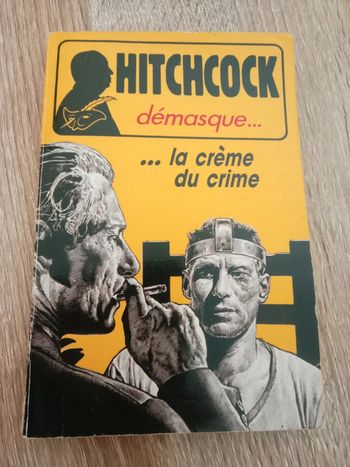 HITCHCOCK
démasque...
... la crème
du crime